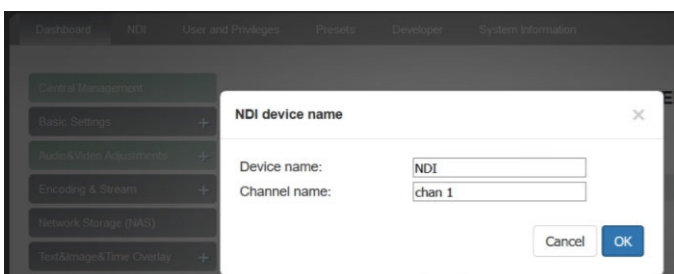 Dashboard NDI User and Privileges Presets Developer System Information
Central Management
Basic Settings +
Audio&Video Adjustments +
Encoding & Stream +
Network Storage (NAS)
Text&Image&Time Overlay +
NDI device name ×
Device name: NDI
Channel name: chan 1
Cancel OK